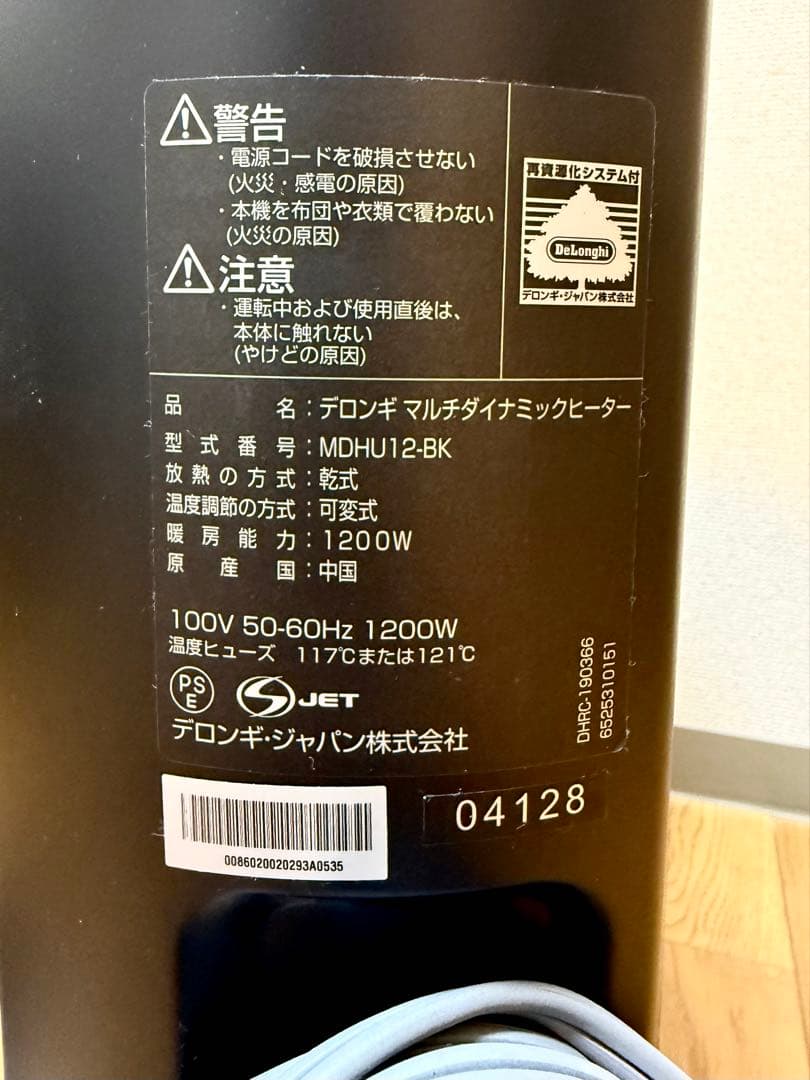 警告
・電源コードを破損させない
(火災・感電の原因)
・本機を布団や衣類で覆わない
(火災の原因)
注意
・運転中および使用直後は、
本体に触れない
(やけどの原因)
再資源化システム付
DeLonghi
デロンギ・ジャパン株式会社
品名：デロンギ マルチダイナミックヒーター
型式番号：MDHU12-BK
放熱の方式：乾式
温度調節の方式：可変式
暖房能力：1200W
原産国：中国
100V 50-60Hz 1200W
温度ヒューズ 117℃または121℃
PS
E
S JET
デロンギ・ジャパン株式会社
DHRC-190366
6525310151
04128
0086020020293A0535